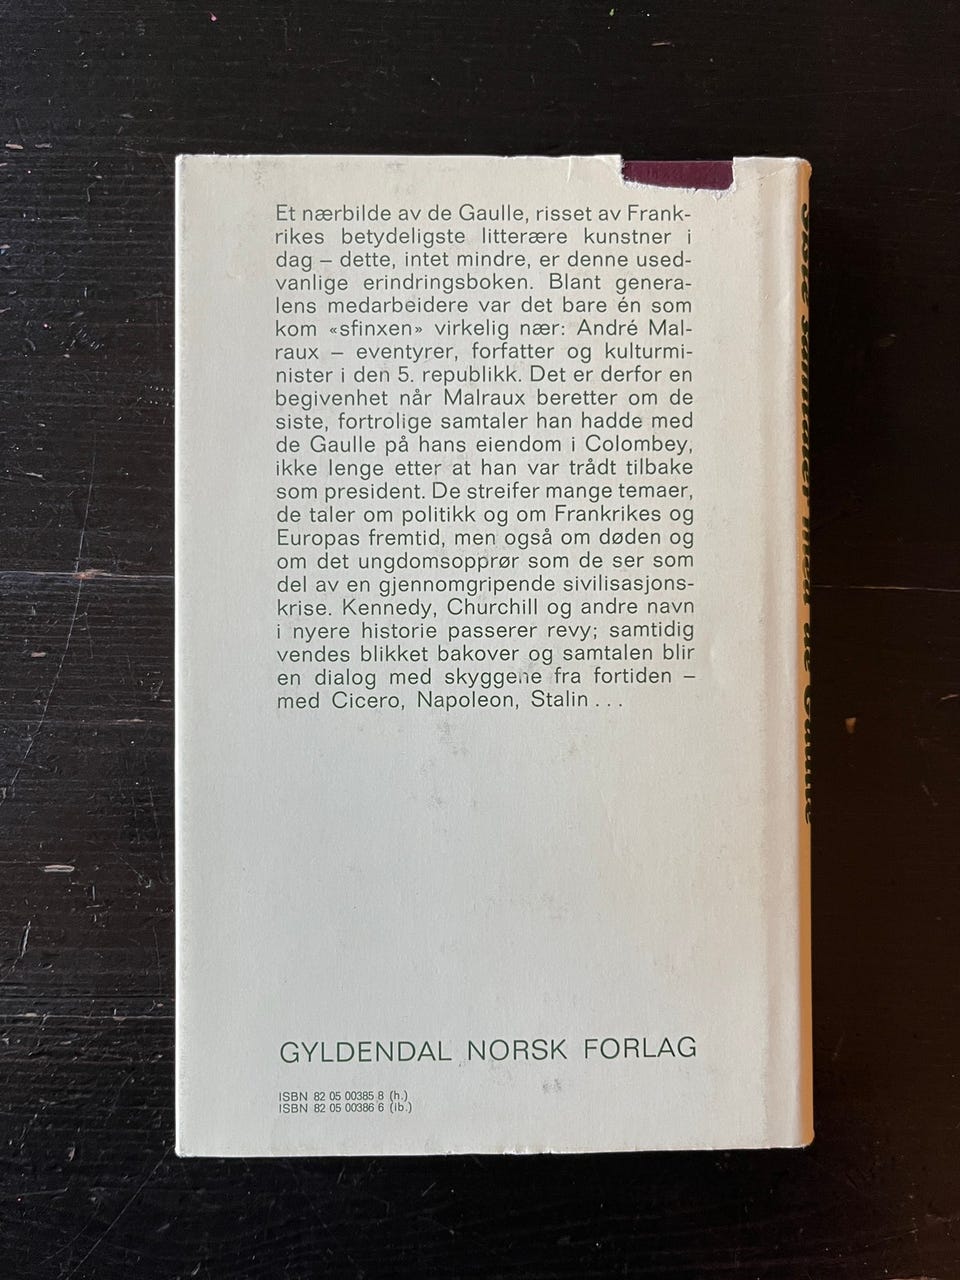 Et nærbilde av de Gaulle, risset av Frank-
rikes betydeligste litterære kunstner i
dag – dette, intet mindre, er denne used-
vanlige erindringsboken. Blant genera-
lens medarbeidere var det bare én som
kom «sfinxen» virkelig nær: André Mal-
raux – eventyrer, forfatter og kulturmi-
nister i den 5. republikk. Det er derfor en
begivenhet når Malraux beretter om de
siste, fortrolige samtaler han hadde med
de Gaulle på hans eiendom i Colombey,
ikke lenge etter at han var trådt tilbake
som president. De streifer mange temaer,
de taler om politikk og om Frankrikes og
Europas fremtid, men også om døden og
om det ungdomsopprør som de ser som
del av en gjennomgripende sivilisasjons-
krise. Kennedy, Churchill og andre navn
i nyere historie passerer revy; samtidig
vendes blikket bakover og samtalen blir
en dialog med skyggene fra fortiden –
med Cicero, Napoleon, Stalin . . .
GYLDENDAL NORSK FORLAG
ISBN 82 05 00385 8 (h.)
ISBN 82 05 00386 6 (ib.)
Siste samtaler med de Gaulle